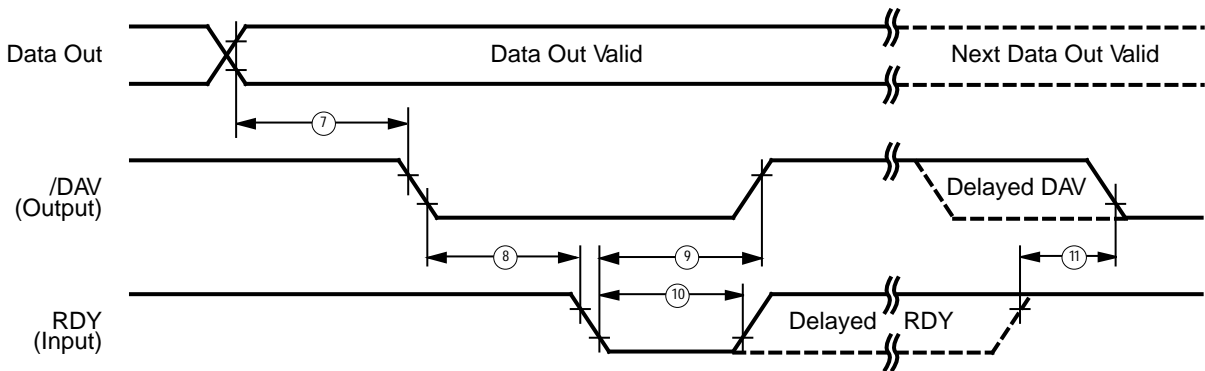 Data Out
Data Out Valid
Next Data Out Valid
7
/DAV
(Output)
Delayed DAV
8
9
11
10
RDY
(Input)
Delayed RDY